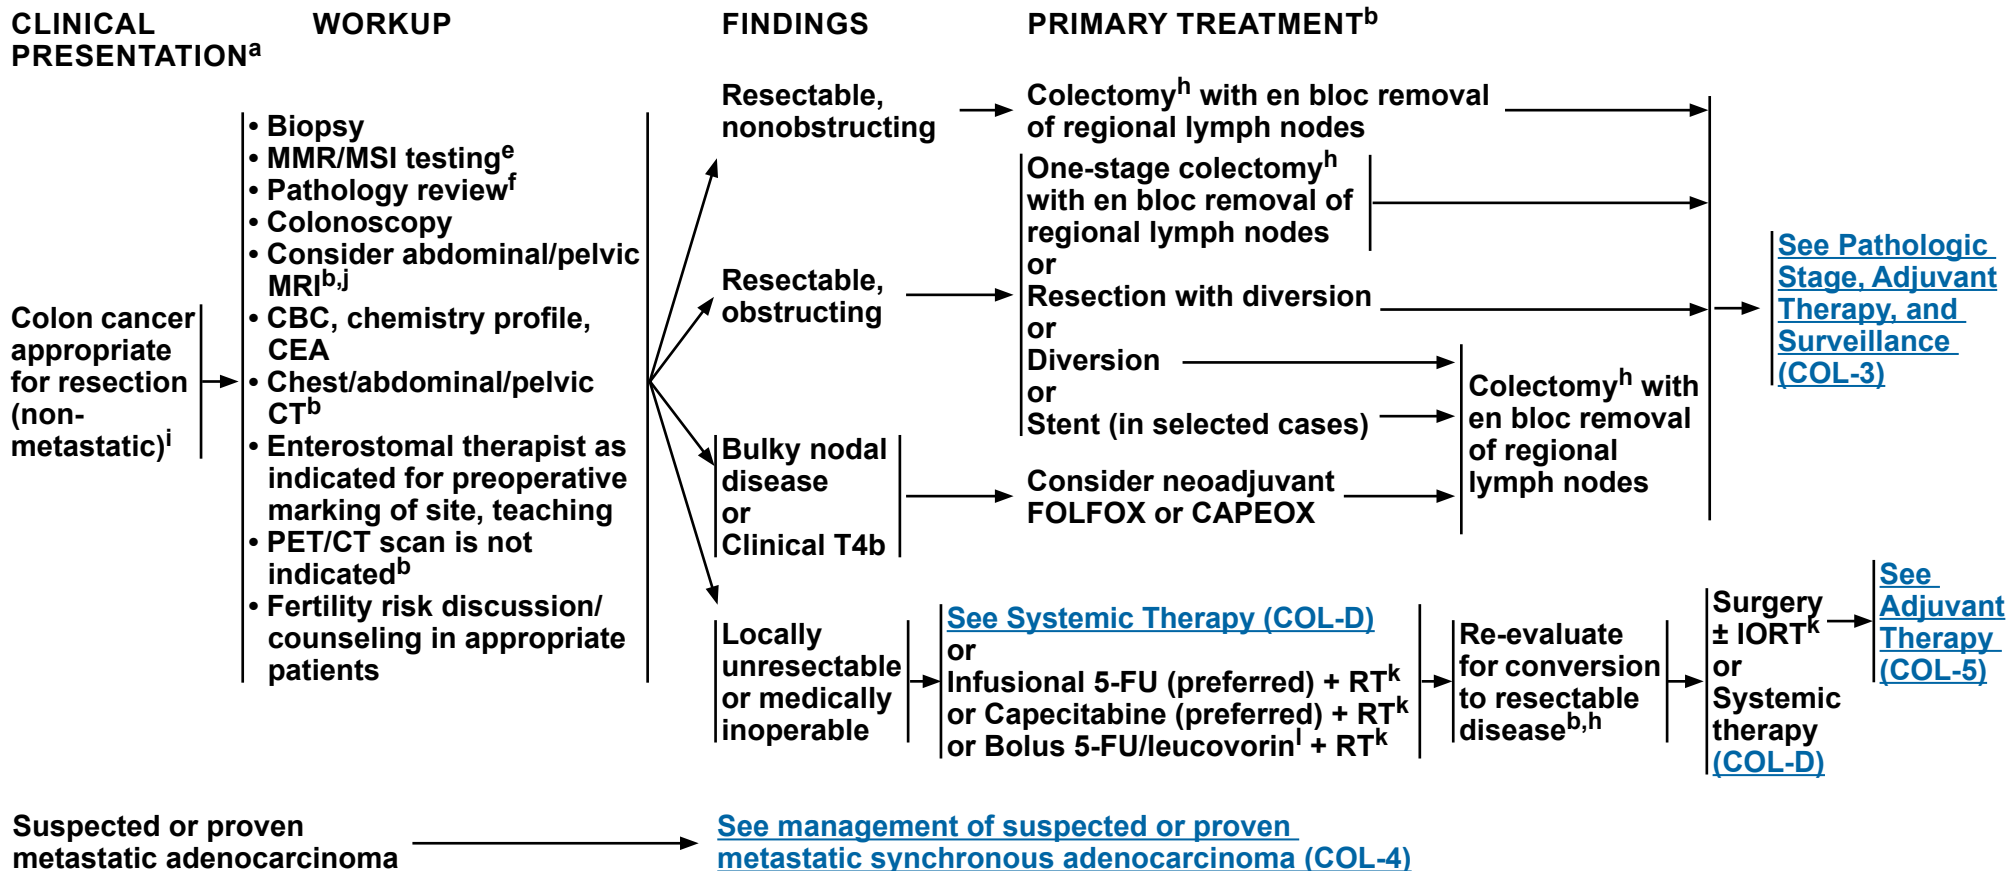 CLINICAL
PRESENTATIONa
WORKUP
FINDINGS
PRIMARY TREATMENTb
Colon cancer
appropriate
for resection
(non-
metastatic)i
• Biopsy
• MMR/MSI testinge
• Pathology reviewf
• Colonoscopy
• Consider abdominal/pelvic
MRIb,j
• CBC, chemistry profile,
CEA
• Chest/abdominal/pelvic
CTb
• Enterostomal therapist as
indicated for preoperative
marking of site, teaching
• PET/CT scan is not
indicatedb
• Fertility risk discussion/
counseling in appropriate
patients
Resectable,
nonobstructing
Colectomyh with en bloc removal
of regional lymph nodes
Resectable,
obstructing
One-stage colectomyh
with en bloc removal of
regional lymph nodes
or
Resection with diversion
or
Diversion
or
Stent (in selected cases)
Bulky nodal
disease
or
Clinical T4b
Consider neoadjuvant
FOLFOX or CAPEOX
Colectomyh with
en bloc removal
of regional
lymph nodes
See Pathologic
Stage, Adjuvant
Therapy, and
Surveillance
(COL-3)
Locally
unresectable
or medically
inoperable
See Systemic Therapy (COL-D)
or
Infusional 5-FU (preferred) + RTk
or Capecitabine (preferred) + RTk
or Bolus 5-FU/leucovorinl + RTk
Re-evaluate
for conversion
to resectable
diseaseb,h
Surgery
± IORTk
or
Systemic
therapy
(COL-D)
See
Adjuvant
Therapy
(COL-5)
Suspected or proven
metastatic adenocarcinoma
See management of suspected or proven
metastatic synchronous adenocarcinoma (COL-4)